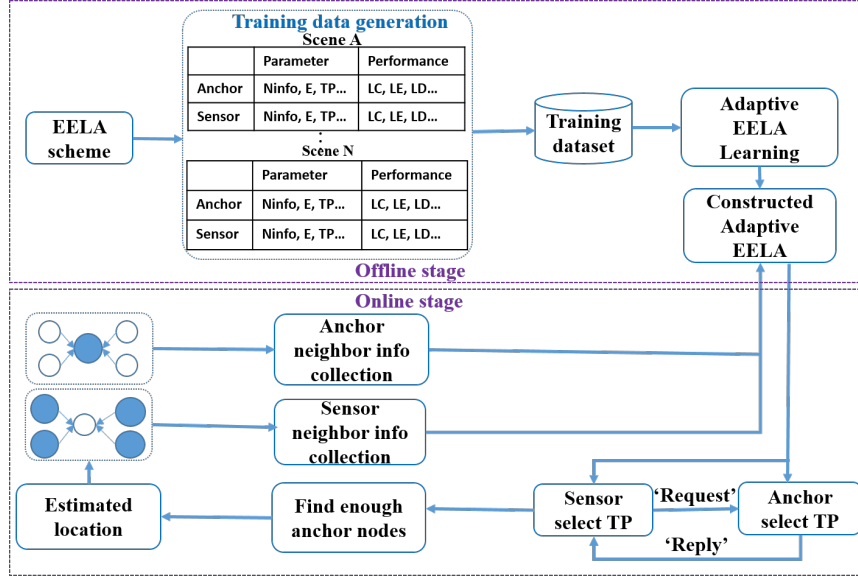 Training data generation
Scene A
Parameter Performance
Anchor Ninfo, E, TP... LC, LE, LD...
Sensor Ninfo, E, TP... LC, LE, LD...
⋮
Scene N
Parameter Performance
Anchor Ninfo, E, TP... LC, LE, LD...
Sensor Ninfo, E, TP... LC, LE, LD...
EELA
scheme
Training
dataset
Adaptive
EELA
Learning
Constructed
Adaptive
EELA
Offline stage
Online stage
Anchor
neighbor info
collection
Sensor
neighbor info
collection
Estimated
location
Find enough
anchor nodes
Sensor
select TP
'Request'
Anchor
select TP
'Reply'